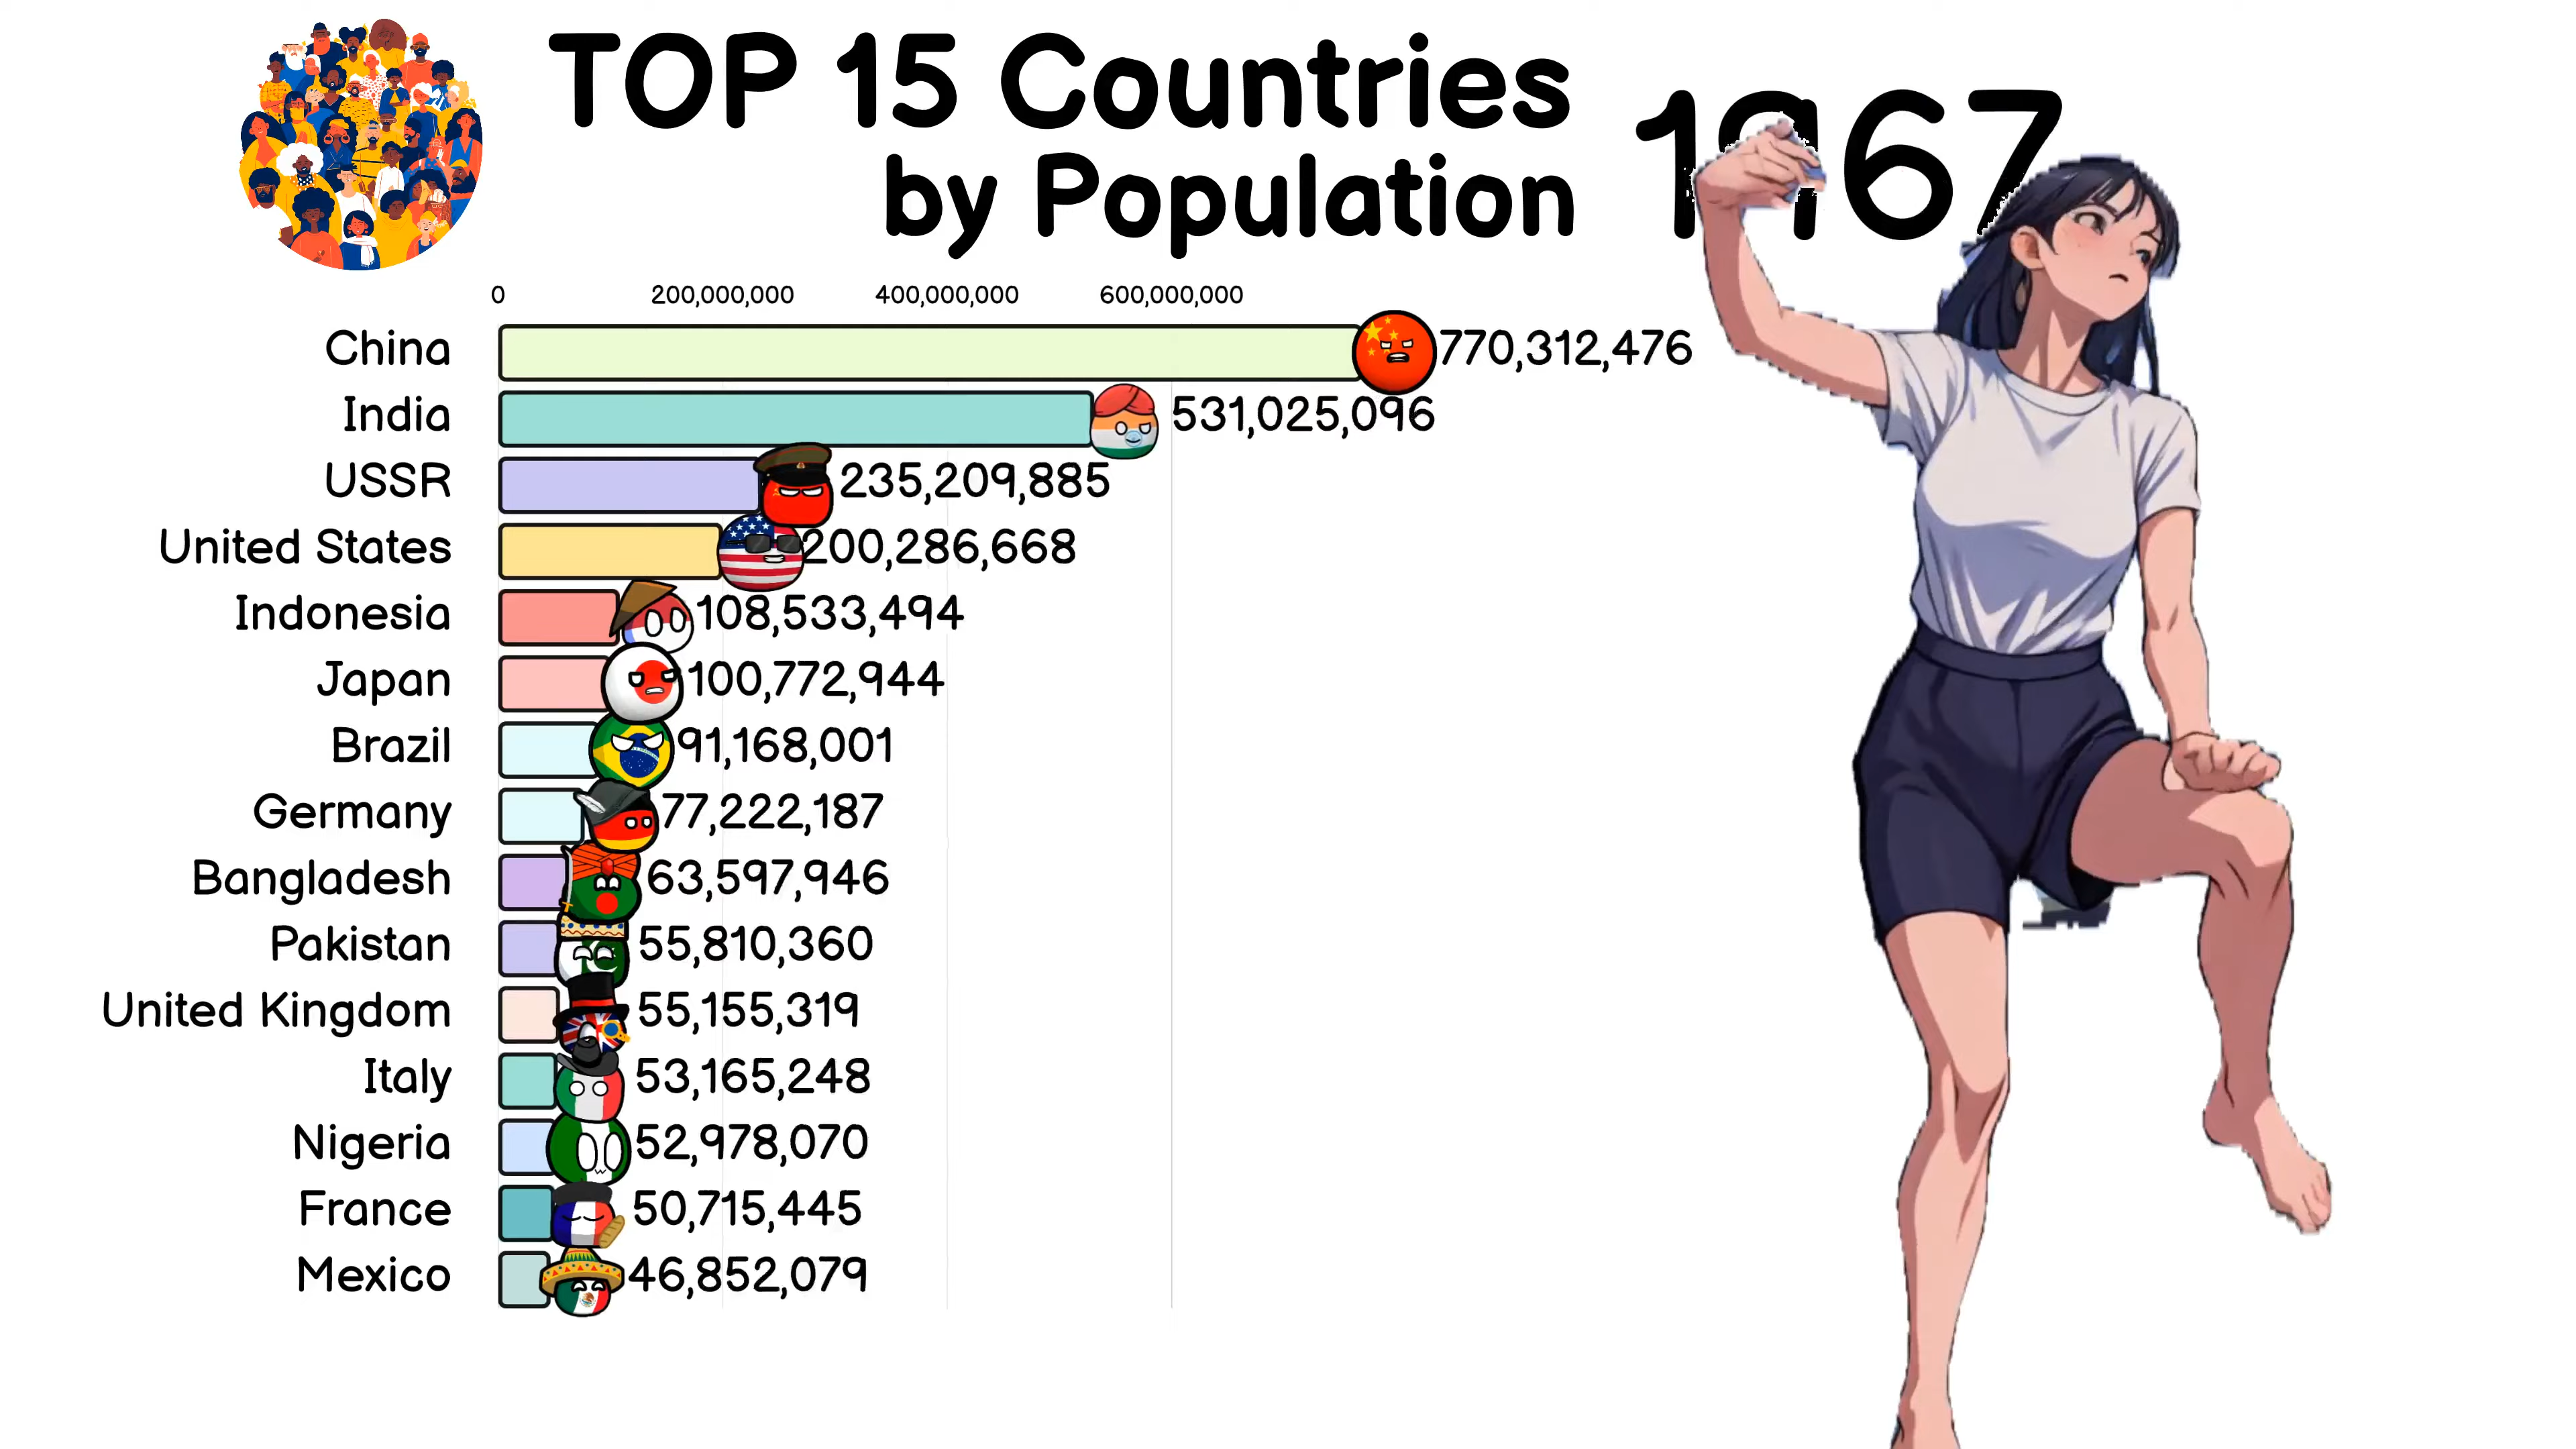 TOP 15 Countries
by Population
1967
0 200,000,000 400,000,000 600,000,000
China 770,312,476
India 531,025,096
USSR 235,209,885
United States 200,286,668
Indonesia 108,533,494
Japan 100,772,944
Brazil 91,168,001
Germany 77,222,187
Bangladesh 63,597,946
Pakistan 55,810,360
United Kingdom 55,155,319
Italy 53,165,248
Nigeria 52,978,070
France 50,715,445
Mexico 46,852,079